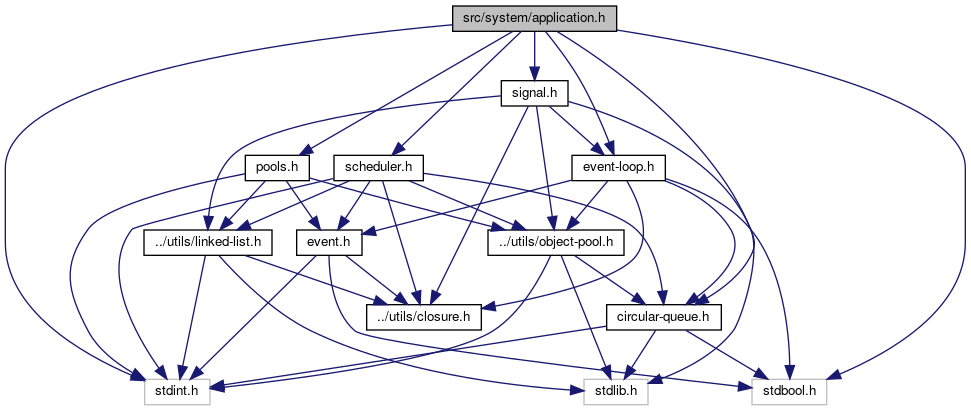 src/system/application.h
signal.h
pools.h
scheduler.h
event-loop.h
../utils/linked-list.h
event.h
../utils/object-pool.h
../utils/closure.h
circular-queue.h
stdint.h
stdlib.h
stdbool.h